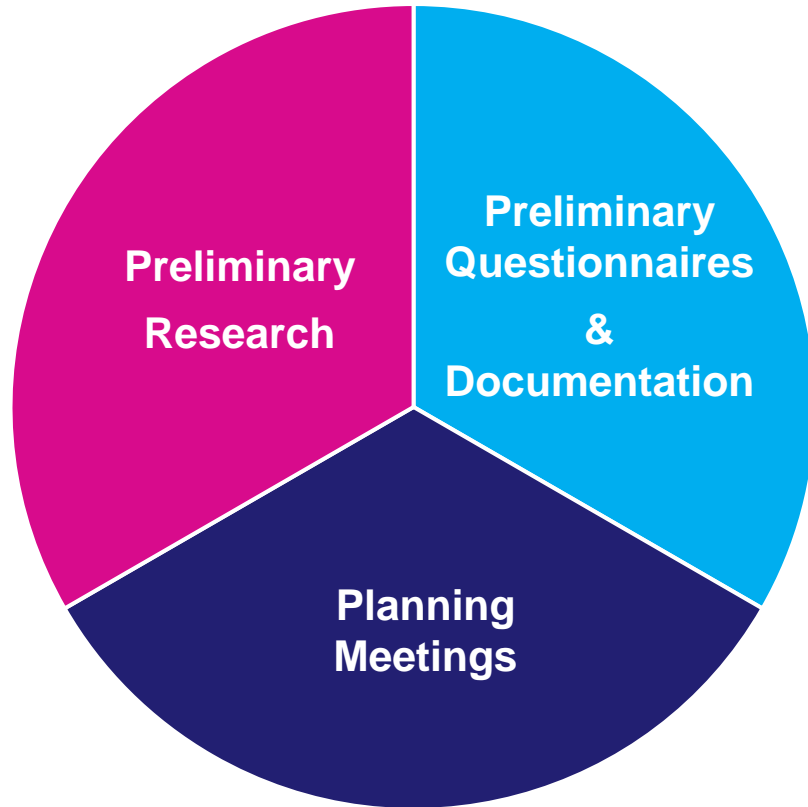 Preliminary
Research
Preliminary
Questionnaires
&
Documentation
Planning
Meetings